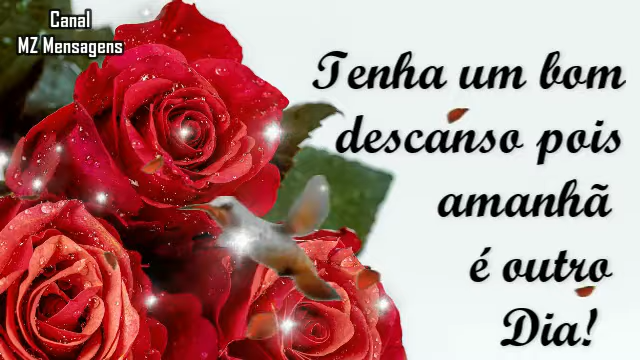 Canal
MZ Mensagens
Tenha um bom
descanso pois
amanhã
é outro
Dia!